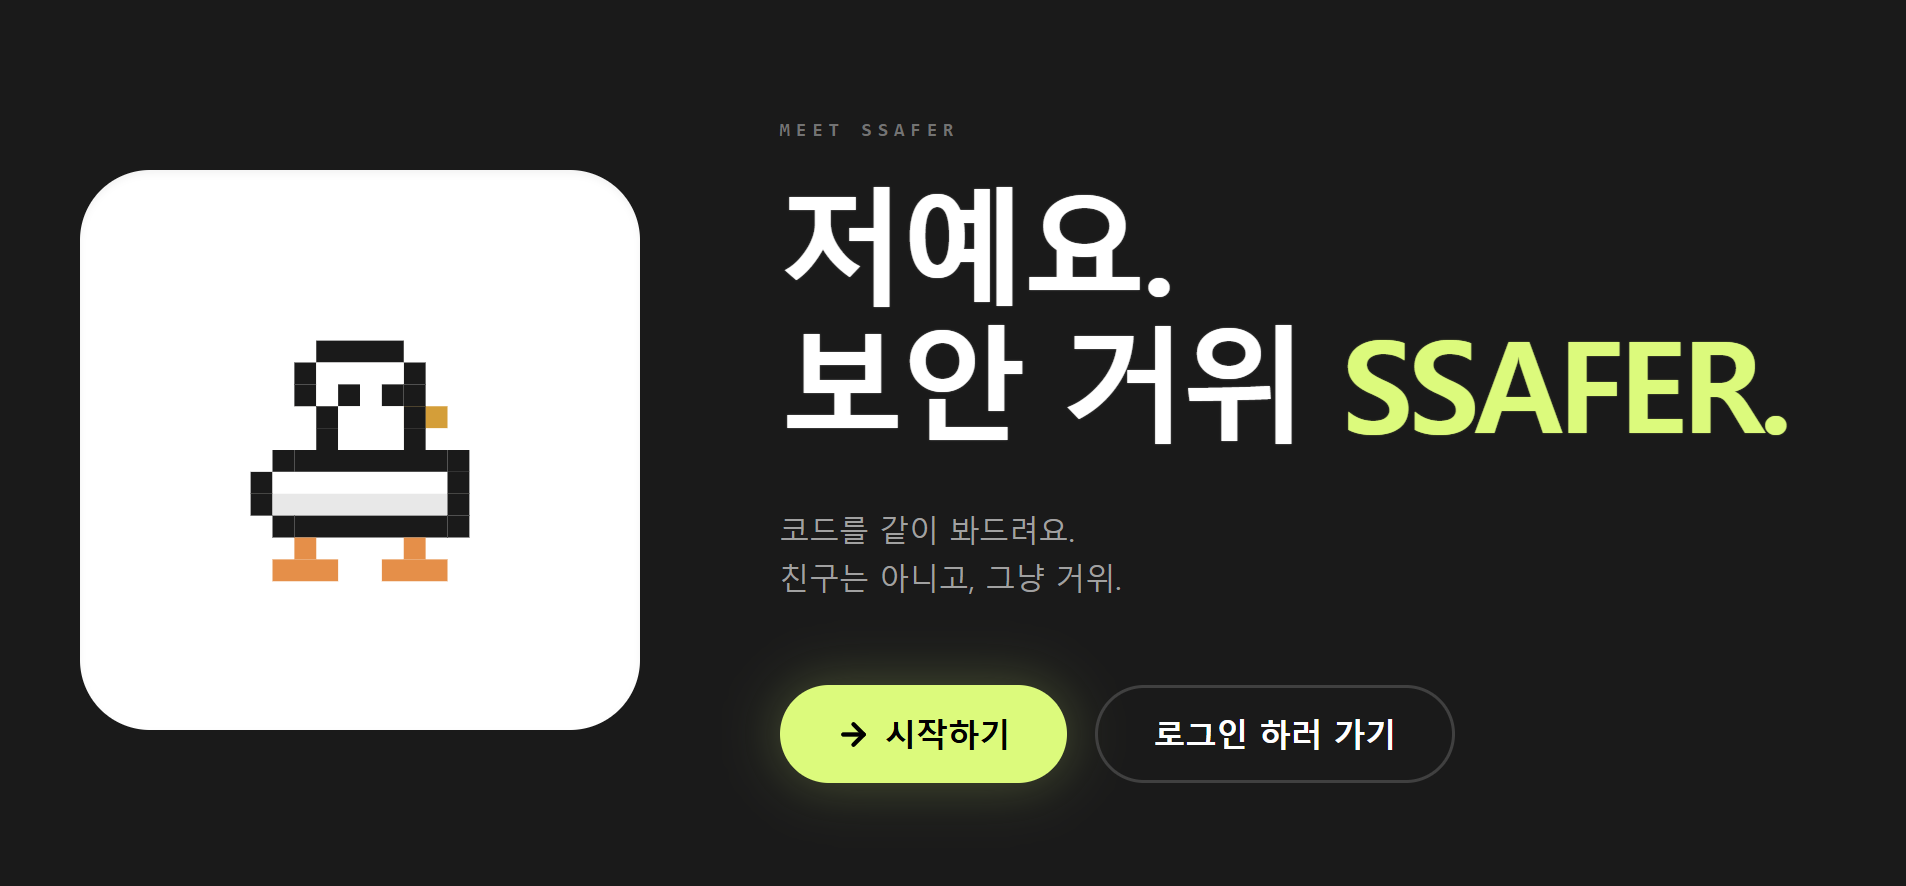 MEET SSAFER
저예요.
보안 거위 SSAFER.
코드를 같이 봐드려요.
친구는 아니고, 그냥 거위.
→ 시작하기
로그인 하러 가기